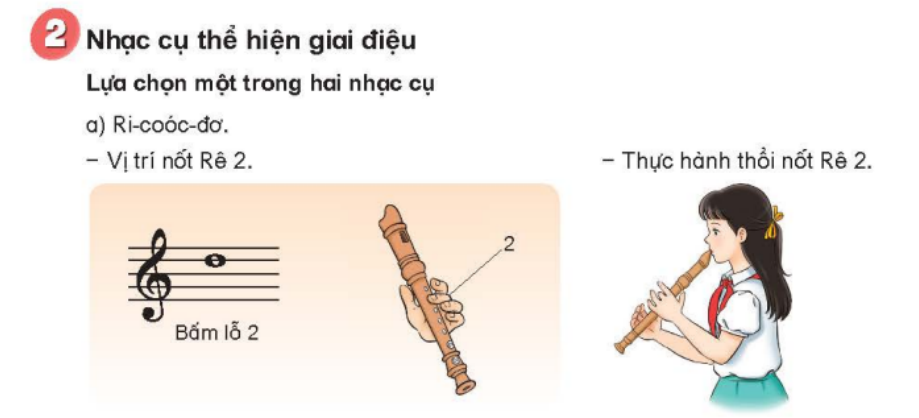 2 Nhạc cụ thể hiện giai điệu
Lựa chọn một trong hai nhạc cụ
a) Ri-coóc-đơ.
– Vị trí nốt Rê 2.
– Thực hành thổi nốt Rê 2.
2
Bấm lỗ 2